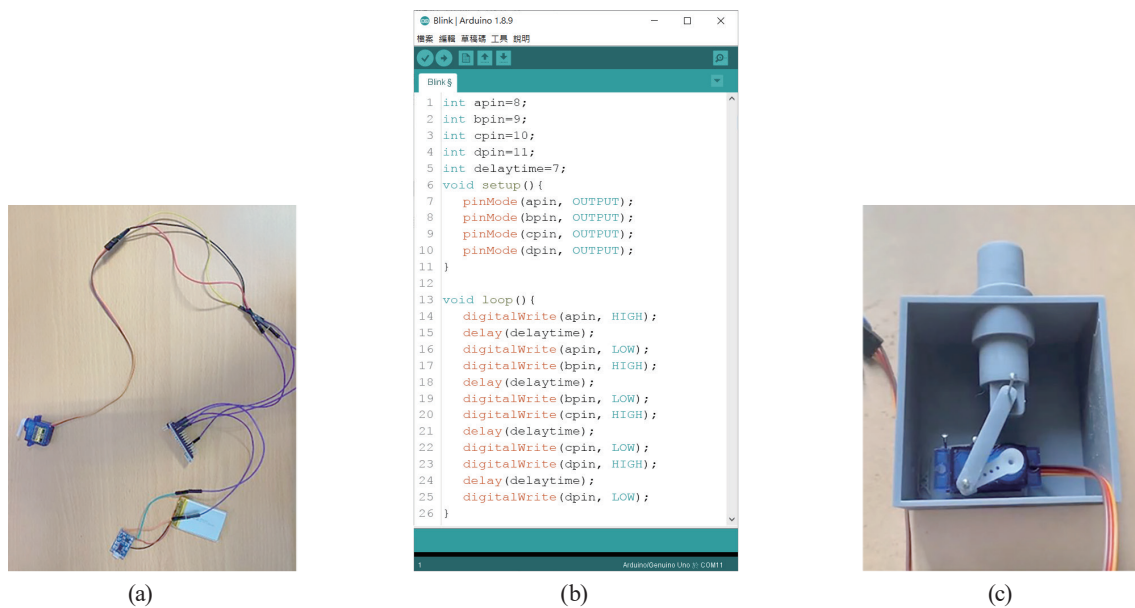 Blink | Arduino 1.8.9
檔案 編輯 草稿碼 工具 說明
Blink §
1 int apin=8;
2 int bpin=9;
3 int cpin=10;
4 int dpin=11;
5 int delaytime=7;
6 void setup(){
7 pinMode(apin, OUTPUT);
8 pinMode(bpin, OUTPUT);
9 pinMode(cpin, OUTPUT);
10 pinMode(dpin, OUTPUT);
11 }
12
13 void loop(){
14 digitalWrite(apin, HIGH);
15 delay(delaytime);
16 digitalWrite(apin, LOW);
17 digitalWrite(bpin, HIGH);
18 delay(delaytime);
19 digitalWrite(bpin, LOW);
20 digitalWrite(cpin, HIGH);
21 delay(delaytime);
22 digitalWrite(cpin, LOW);
23 digitalWrite(dpin, HIGH);
24 delay(delaytime);
25 digitalWrite(dpin, LOW);
26 }
1 Arduino/Genuino Uno 於 COM11
(a) (b) (c)